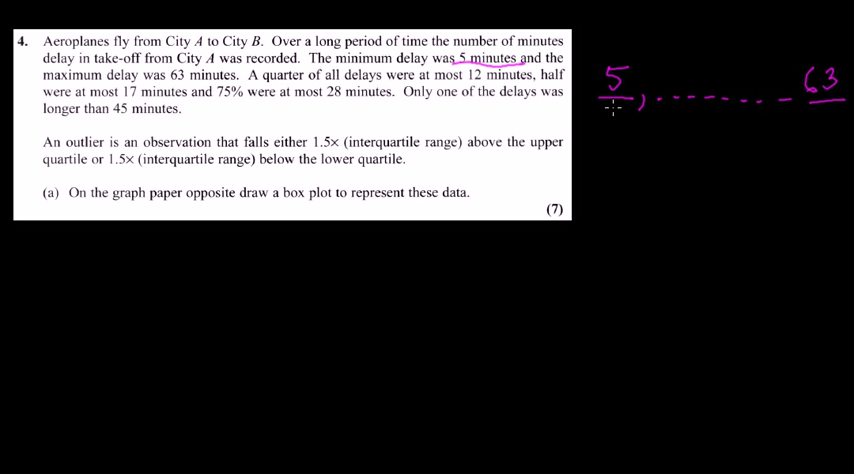 4. Aeroplanes fly from City A to City B. Over a long period of time the number of minutes
delay in take-off from City A was recorded. The minimum delay was 5 minutes and the
maximum delay was 63 minutes. A quarter of all delays were at most 12 minutes, half
were at most 17 minutes and 75% were at most 28 minutes. Only one of the delays was
longer than 45 minutes.
An outlier is an observation that falls either 1.5× (interquartile range) above the upper
quartile or 1.5× (interquartile range) below the lower quartile.
(a) On the graph paper opposite draw a box plot to represent these data.
(7)
5, -------... - 63